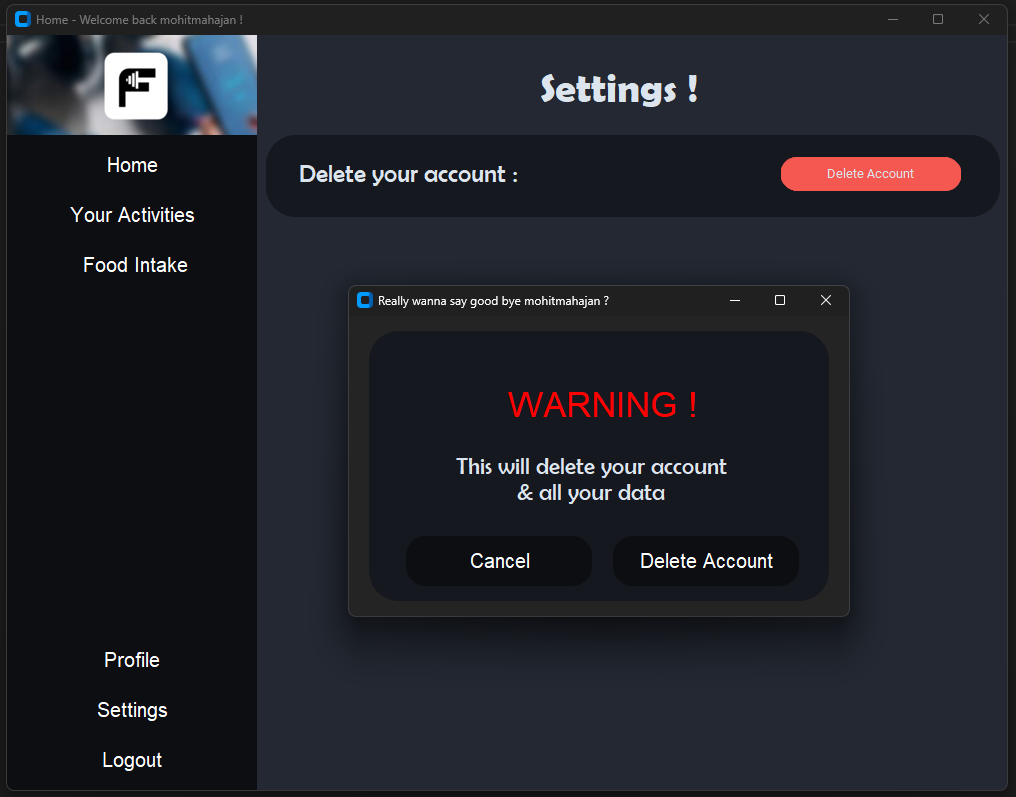 Home - Welcome back mohitmahajan !
F
Settings !
Home
Your Activities
Food Intake
Delete your account :
Delete Account
Really wanna say good bye mohitmahajan ?
WARNING !
This will delete your account
& all your data
Cancel
Delete Account
Profile
Settings
Logout